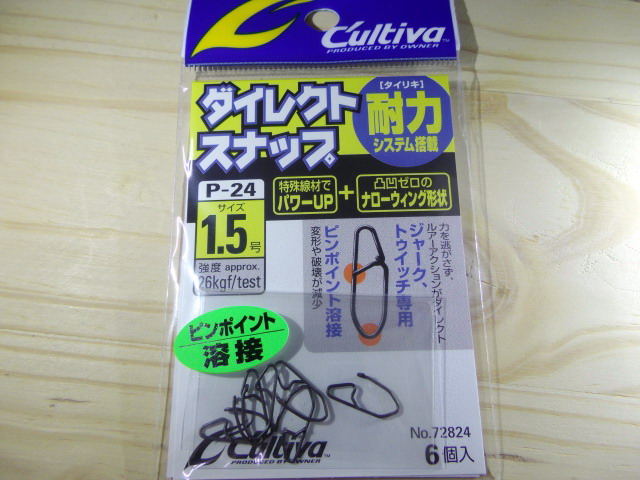 Cultiva™
PRODUCED BY OWNER
ダイレクト
スナップ
[タイリキ]
耐力
システム搭載
P-24
サイズ
1.5号
強度 approx.
26kgf/test
特殊線材で
パワーUP
+
凸凹ゼロの
ナローウィング形状
力を逃がさず、
ルアーアクションがダイレクト
ジャーク、
トゥイッチ専用
ピンポイント溶接
変形や破壊が減少
ピンポイント
溶接
Cultiva™
PRODUCED BY OWNER
No.72824
6個入